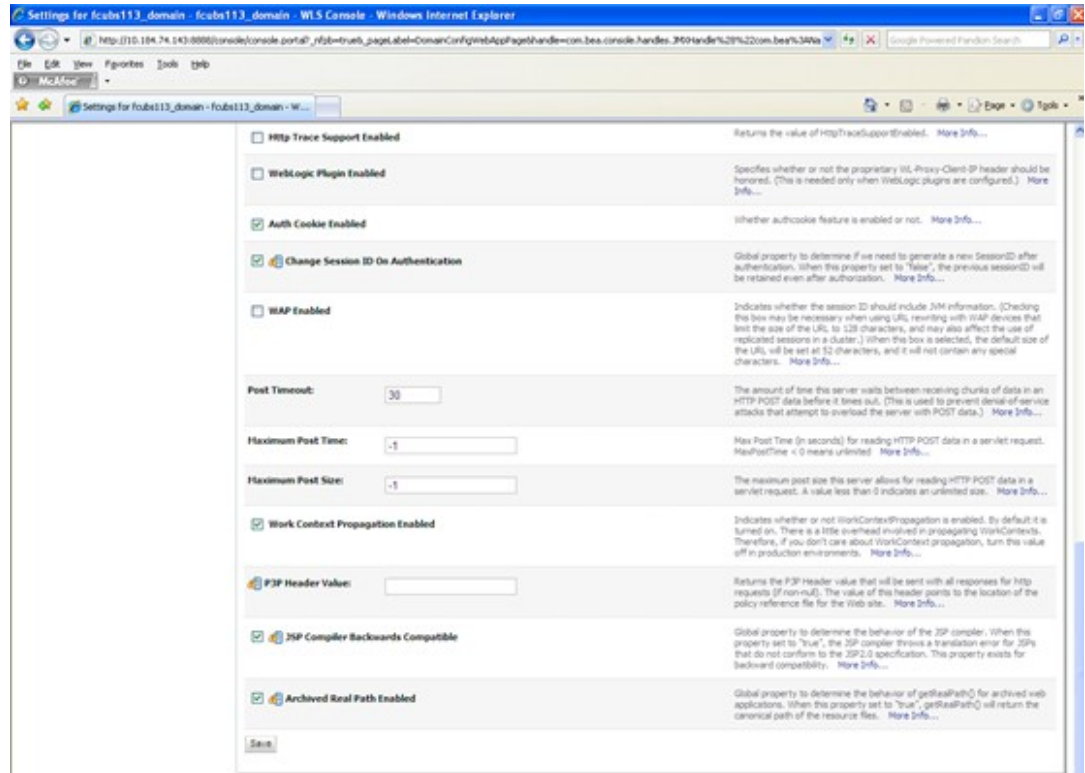 Settings for fcubs113_domain - fcubs113_domain - WLS Console - Windows Internet Explorer
Google Powered Search
File Edit View Favorites Tools Help
McAfee
Settings for fcubs113_domain - fcubs113_domain - W...
Page Tools
Http Trace Support Enabled
Returns the value of HttpTraceSupportEnabled. More Info...
WebLogic Plugin Enabled
Specifies whether or not the proprietary WL-Proxy-Client-IP header should be
honored. (This is needed only when WebLogic plugins are configured.) More
Info...
Auth Cookie Enabled
Whether authcookie feature is enabled or not. More Info...
Change Session ID On Authentication
Global property to determine if we need to generate a new SessionID after
authentication. When this property set to "false", the previous sessionID will
be retained even after authorization. More Info...
WAP Enabled
Indicates whether the session ID should include JVM information. (Checking
this box may be necessary when using URL rewriting with WAP devices that
limit the size of the URL to 128 characters, and may also affect the use of
replicated sessions in a cluster.) When this box is selected, the default size of
the URL will be set at 52 characters, and it will not contain any special
characters. More Info...
Post Timeout:
30
The amount of time this server waits between receiving chunks of data in an
HTTP POST data before it times out. (This is used to prevent denial-of-service
attacks that attempt to overload the server with POST data.) More Info...
Maximum Post Time:
-1
Max Post Time (in seconds) for reading HTTP POST data in a servlet request.
MaxPostTime < 0 means unlimited More Info...
Maximum Post Size:
-1
The maximum post size this server allows for reading HTTP POST data in a
servlet request. A value less than 0 indicates an unlimited size. More Info...
Work Context Propagation Enabled
Indicates whether or not WorkContextPropagation is enabled. By default it is
turned on. There is a little overhead involved in propagating WorkContexts.
Therefore, if you don't care about WorkContext propagation, turn this value
off in production environments. More Info...
P3P Header Value:
Returns the P3P Header value that will be sent with all responses for http
requests (if non-null). The value of this header points to the location of the
policy reference file for the Web site. More Info...
JSP Compiler Backwards Compatible
Global property to determine the behavior of the JSP compiler. When this
property set to "true", the JSP compiler throws a translation error for JSPs
that do not conform to the JSP2.0 specification. This property exists for
backward compatibility. More Info...
Archived Real Path Enabled
Global property to determine the behavior of getRealPath() for archived web
applications. When this property set to "true", getRealPath() will return the
canonical path of the resource files. More Info...
Save